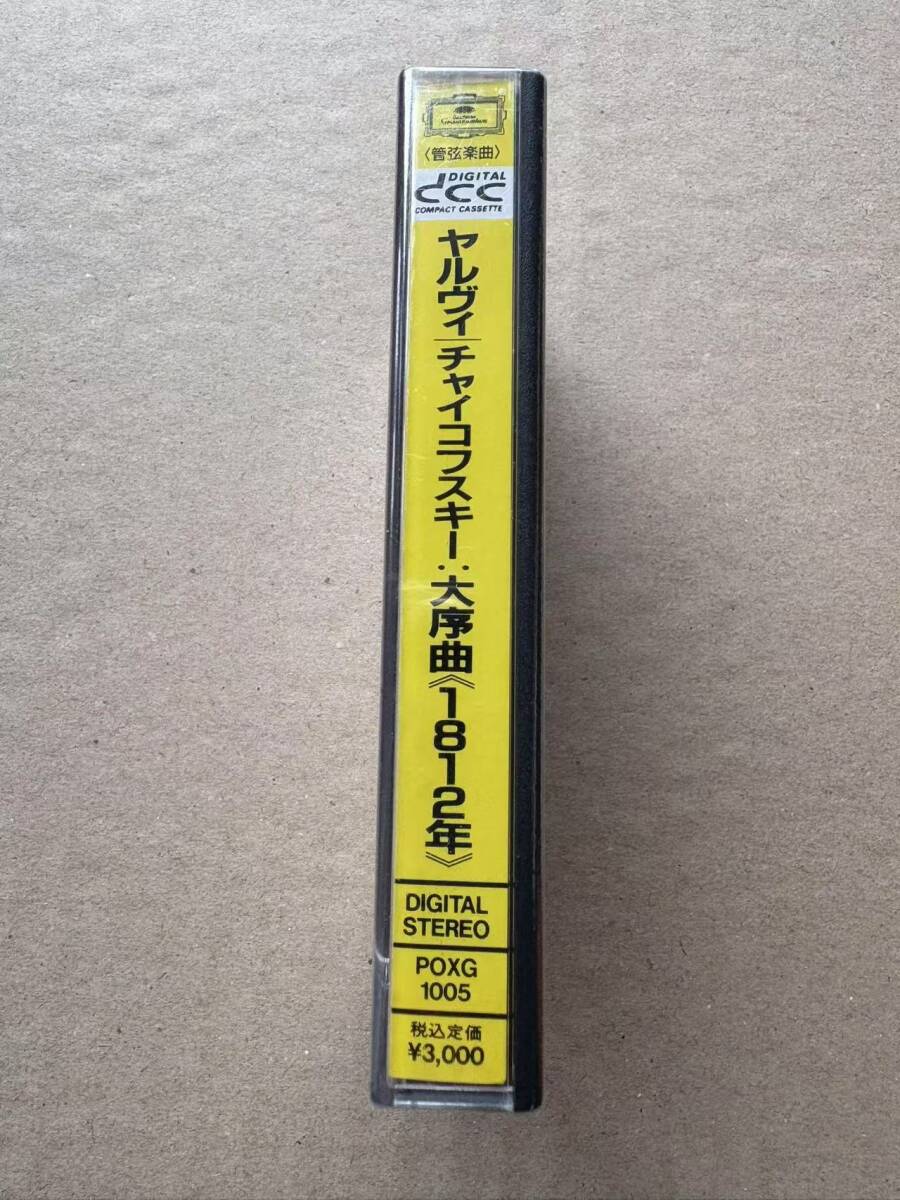 Deutsche
Grammophon
〈管弦楽曲〉
DIGITAL
dcc
COMPACT CASSETTE
ヤルヴィ|チャイコフスキー:大序曲《1812年》
DIGITAL
STEREO
POXG
1005
税込定価
¥3,000